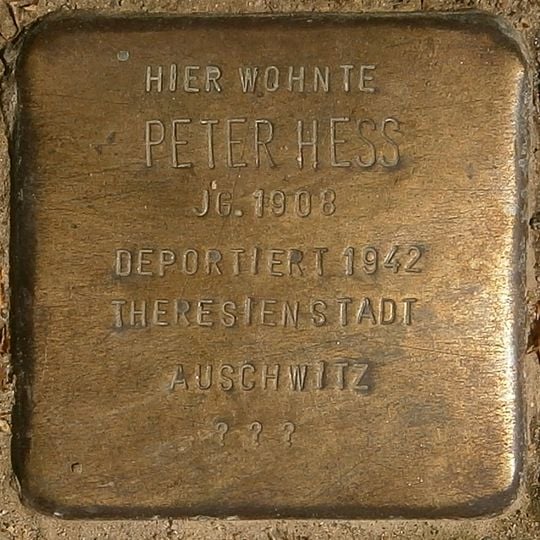 HIER WOHNTE
PETER HESS
JG. 1908
DEPORTIERT 1942
THERESIENSTADT
AUSCHWITZ
? ? ?